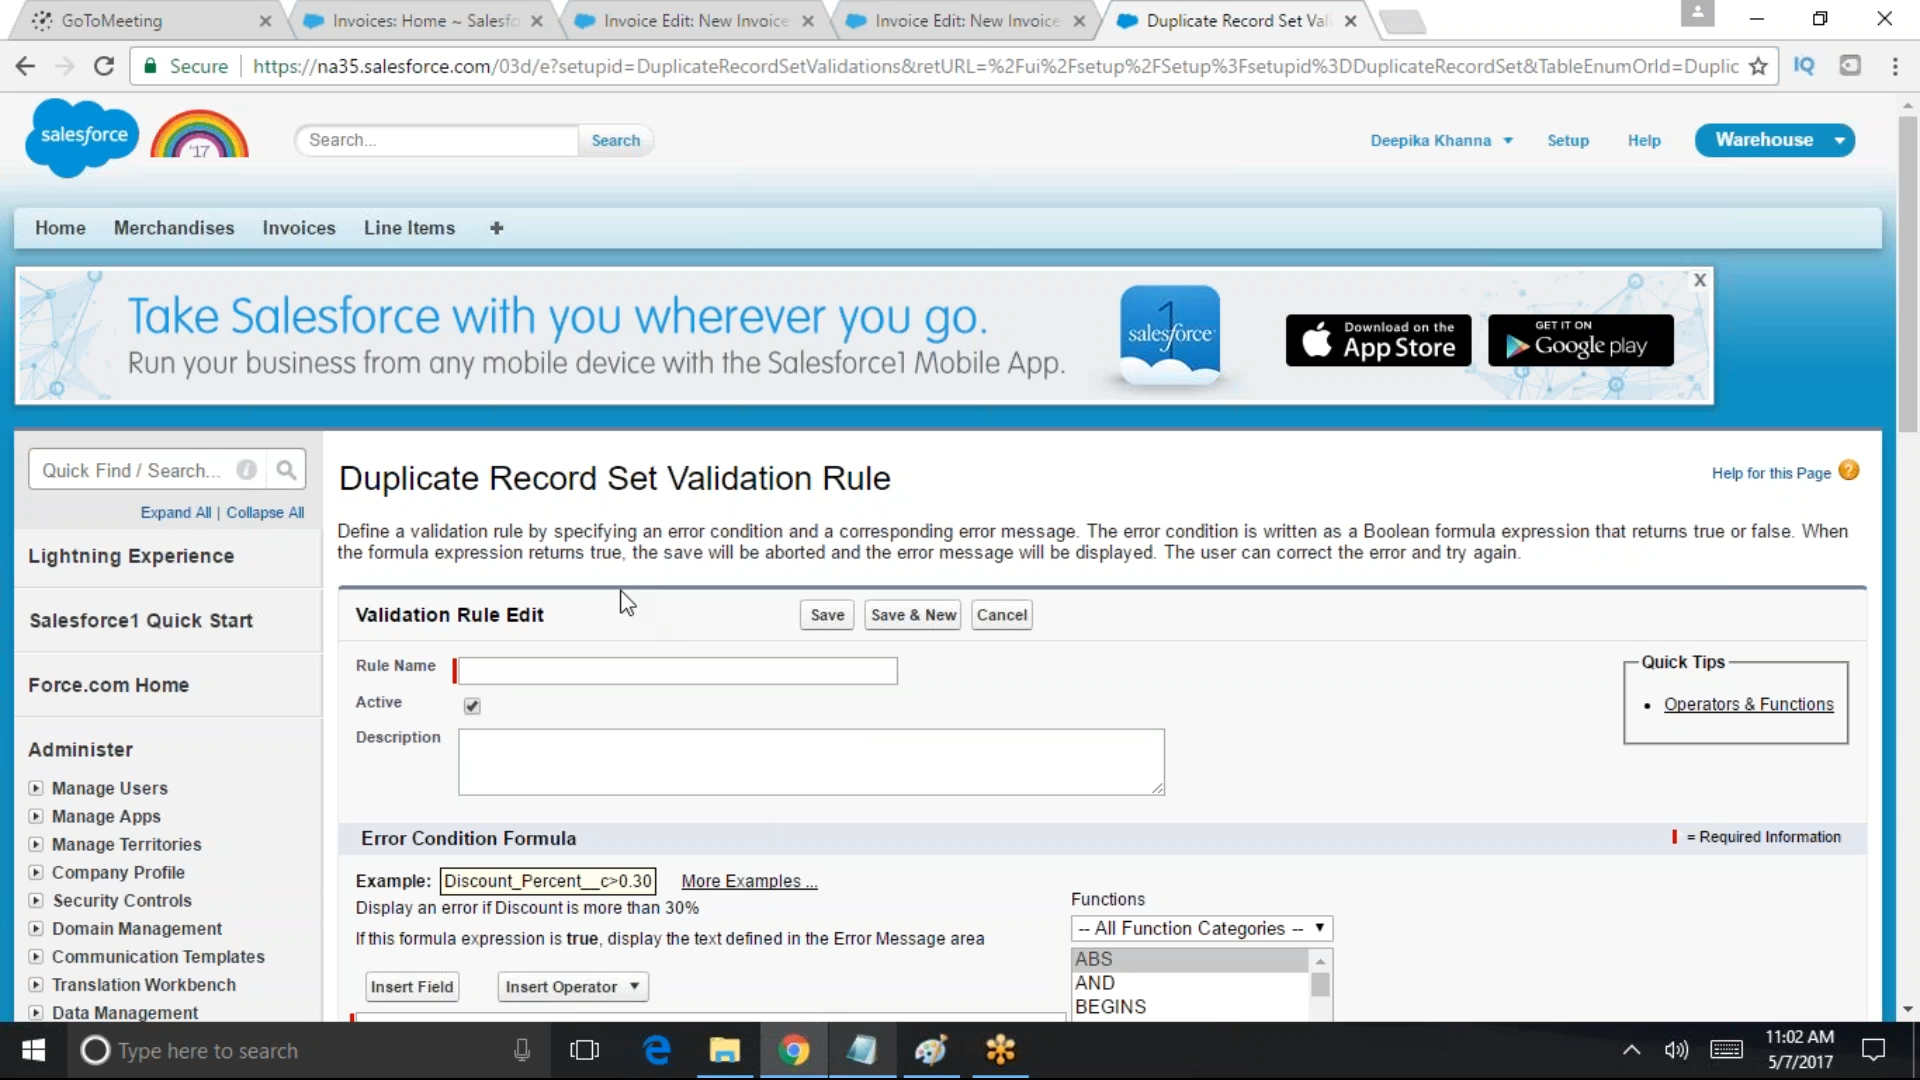 GoToMeeting
Invoices: Home ~ Salesfo
Invoice Edit: New Invoice
Invoice Edit: New Invoice
Duplicate Record Set Vali
Secure
https://na35.salesforce.com/03d/e?setupid=DuplicateRecordSetValidations&retURL=%2Fui%2Fsetup%2FSetup%3Fsetupid%3DDuplicateRecordSet&TableEnumOrId=Duplic
IQ
salesforce
'17
Search...
Search
Deepika Khanna
Setup
Help
Warehouse
Home
Merchandises
Invoices
Line Items
+
Take Salesforce with you wherever you go.
Run your business from any mobile device with the Salesforce1 Mobile App.
1
salesforce
Download on the
App Store
GET IT ON
Google play
X
Quick Find / Search...
Expand All | Collapse All
Lightning Experience
Salesforce1 Quick Start
Force.com Home
Administer
Manage Users
Manage Apps
Manage Territories
Company Profile
Security Controls
Domain Management
Communication Templates
Translation Workbench
Data Management
Duplicate Record Set Validation Rule
Help for this Page
Define a validation rule by specifying an error condition and a corresponding error message. The error condition is written as a Boolean formula expression that returns true or false. When
the formula expression returns true, the save will be aborted and the error message will be displayed. The user can correct the error and try again.
Validation Rule Edit
Save
Save & New
Cancel
Rule Name
Active
Description
Quick Tips
Operators & Functions
Error Condition Formula
= Required Information
Example: Discount_Percent__c>0.30 More Examples ...
Display an error if Discount is more than 30%
If this formula expression is true, display the text defined in the Error Message area
Insert Field
Insert Operator
Functions
-- All Function Categories --
ABS
AND
BEGINS
Type here to search
11:02 AM
5/7/2017